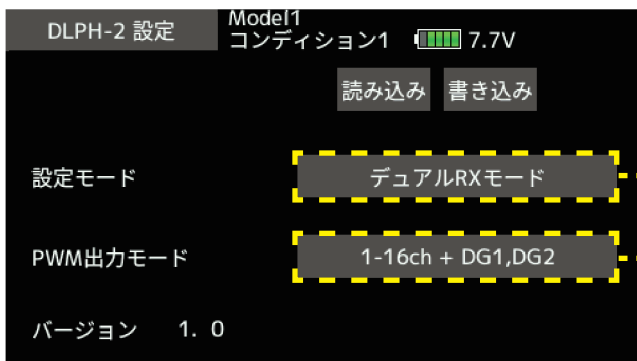 DLPH-2 設定
Model1
コンディション1 7.7V
読み込み 書き込み
設定モード デュアルRXモード
PWM出力モード 1-16ch + DG1,DG2
バージョン 1. 0